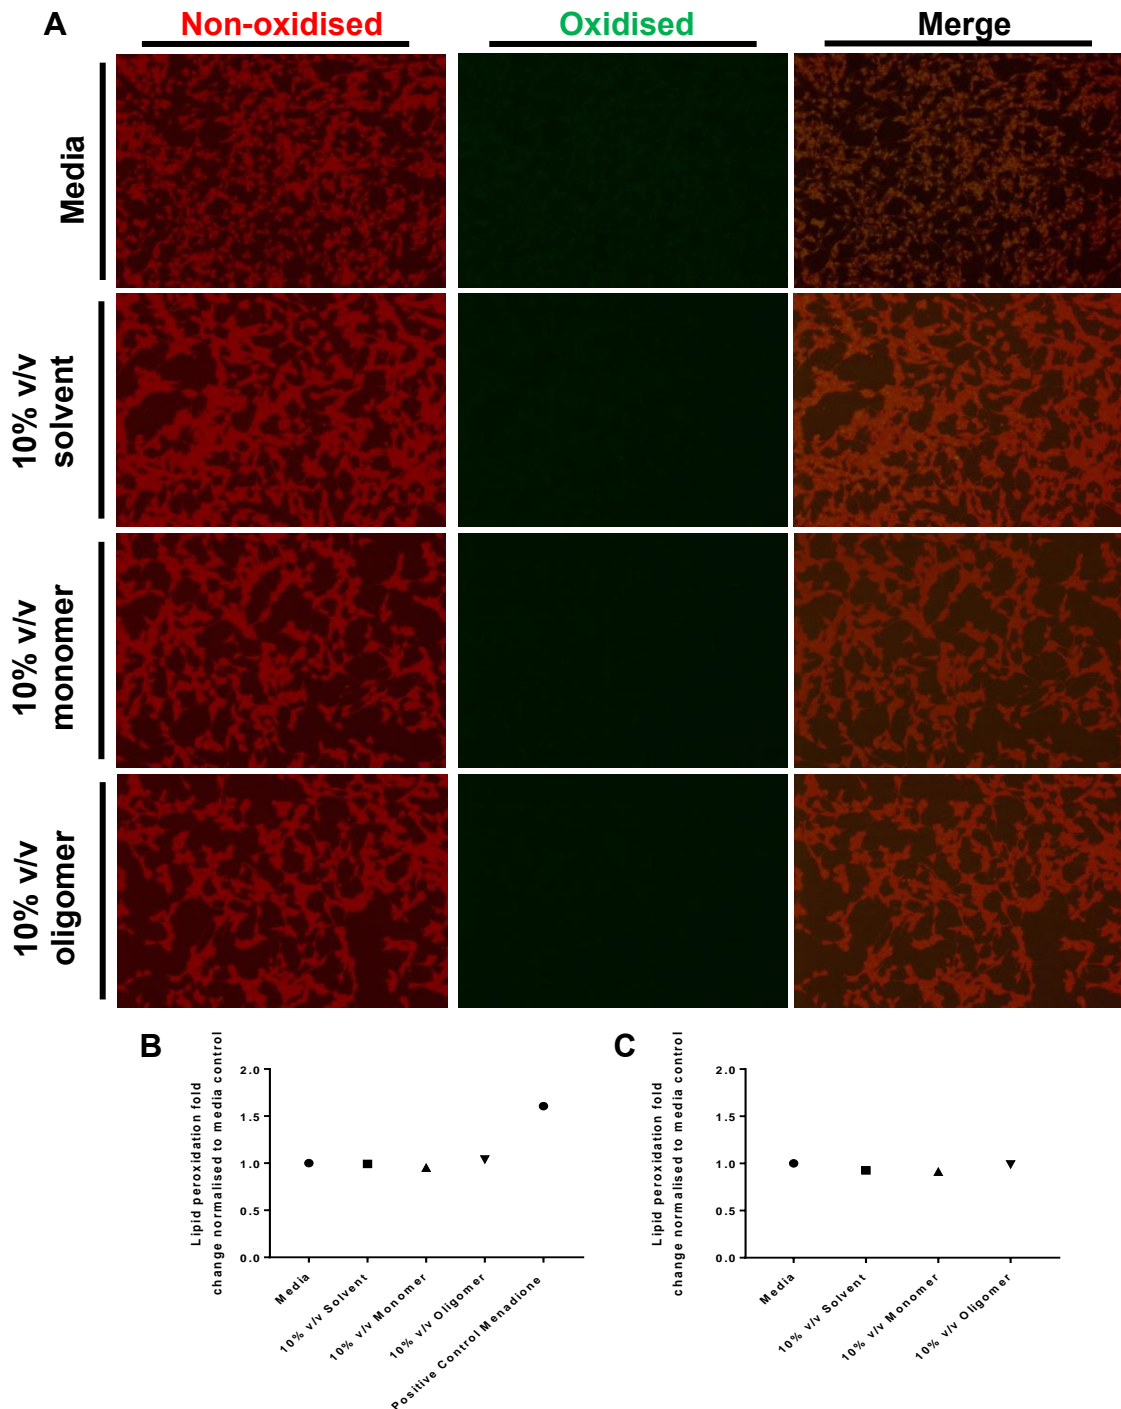 A
Non-oxidised
Oxidised
Merge
Media
10% v/v
solvent
10% v/v
monomer
10% v/v
oligomer
B
Lipid peroxidation fold
change normalised to media control
2.0
1.5
1.0
0.5
0.0
Media
10% v/v Solvent
10% v/v Monomer
10% v/v Oligomer
Positive Control Menadione
C
Lipid peroxidation fold
change normalised to media control
2.0
1.5
1.0
0.5
0.0
Media
10% v/v Solvent
10% v/v Monomer
10% v/v Oligomer